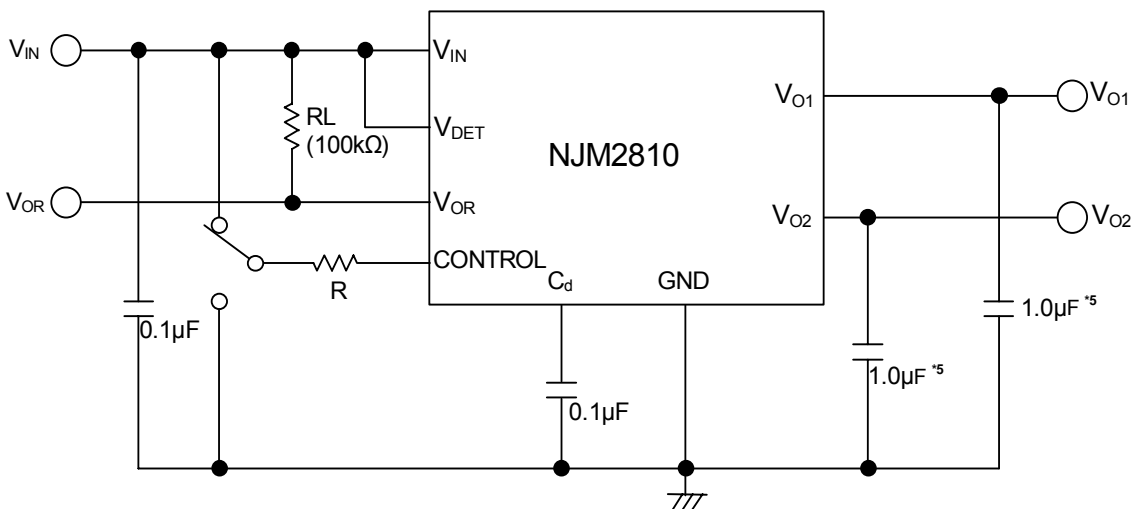 VIN
VIN
VO1
VO1
RL
(100kΩ)
VDET
NJM2810
VOR
VOR
VO2
VO2
CONTROL
R
Cd
GND
0.1µF
1.0µF *5
1.0µF *5
0.1µF